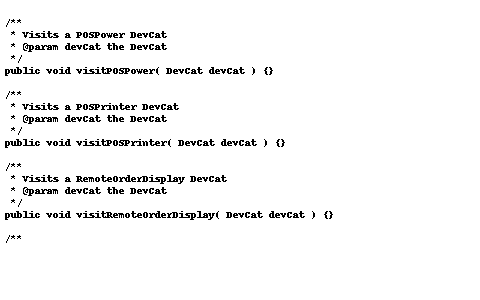 /**
 * Visits a POSPower DevCat
 * @param devCat the DevCat
 */
public void visitPOSPower( DevCat devCat ) {}
/**
 * Visits a POSPrinter DevCat
 * @param devCat the DevCat
 */
public void visitPOSPrinter( DevCat devCat ) {}
/**
 * Visits a RemoteOrderDisplay DevCat
 * @param devCat the DevCat
 */
public void visitRemoteOrderDisplay( DevCat devCat ) {}
/**